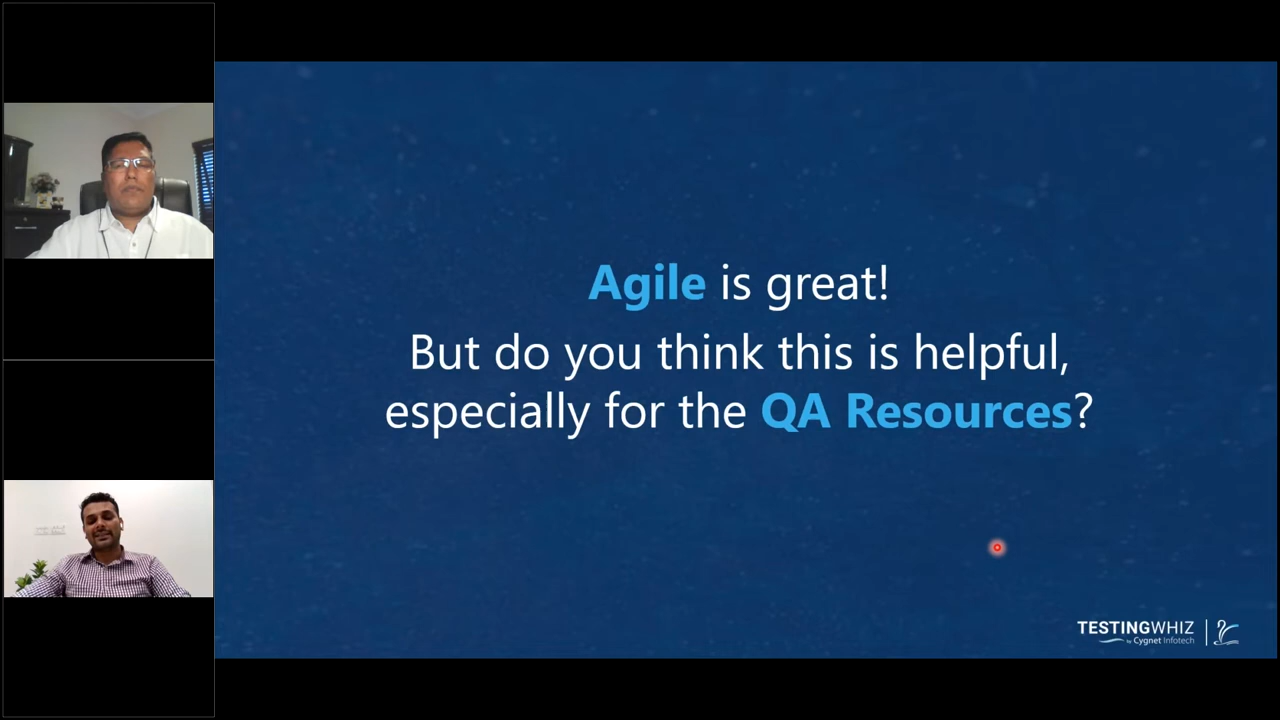 Agile is great!
But do you think this is helpful,
especially for the QA Resources?
TESTINGWHIZ
by Cygnet Infotech